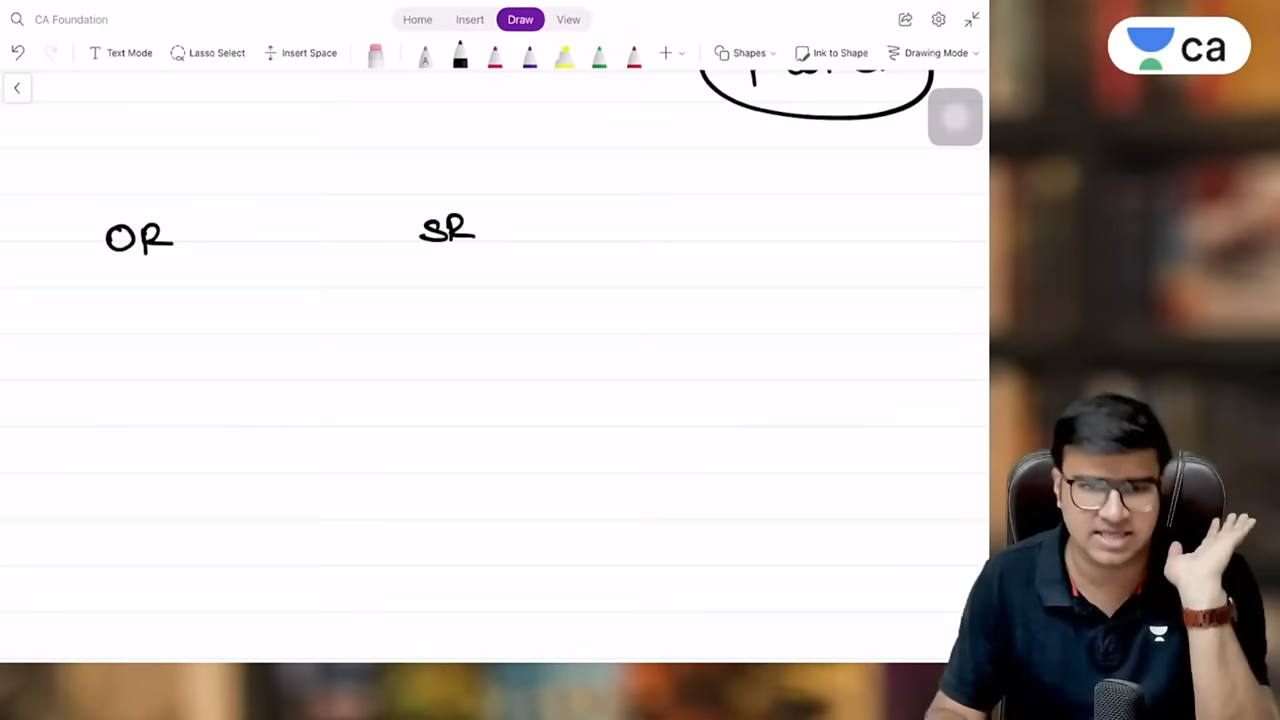 CA Foundation
Home Insert Draw View
Text Mode Lasso Select Insert Space A Shapes Ink to Shape Drawing Mode
ca
OR SR